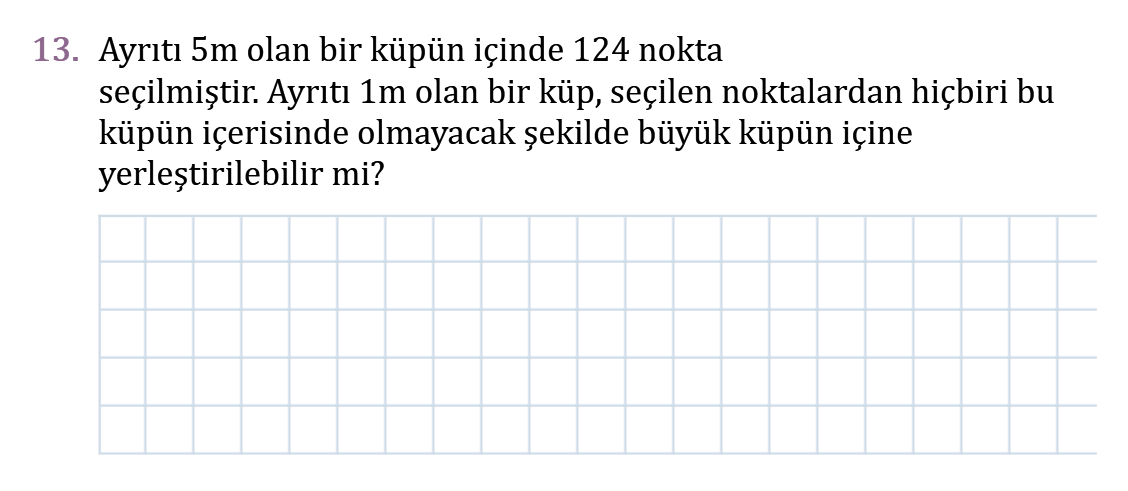 13. Ayrıtı 5m olan bir küpün içinde 124 nokta
seçilmiştir. Ayrıtı 1m olan bir küp, seçilen noktalardan hiçbiri bu
küpün içerisinde olmayacak şekilde büyük küpün içine
yerleştirilebilir mi?